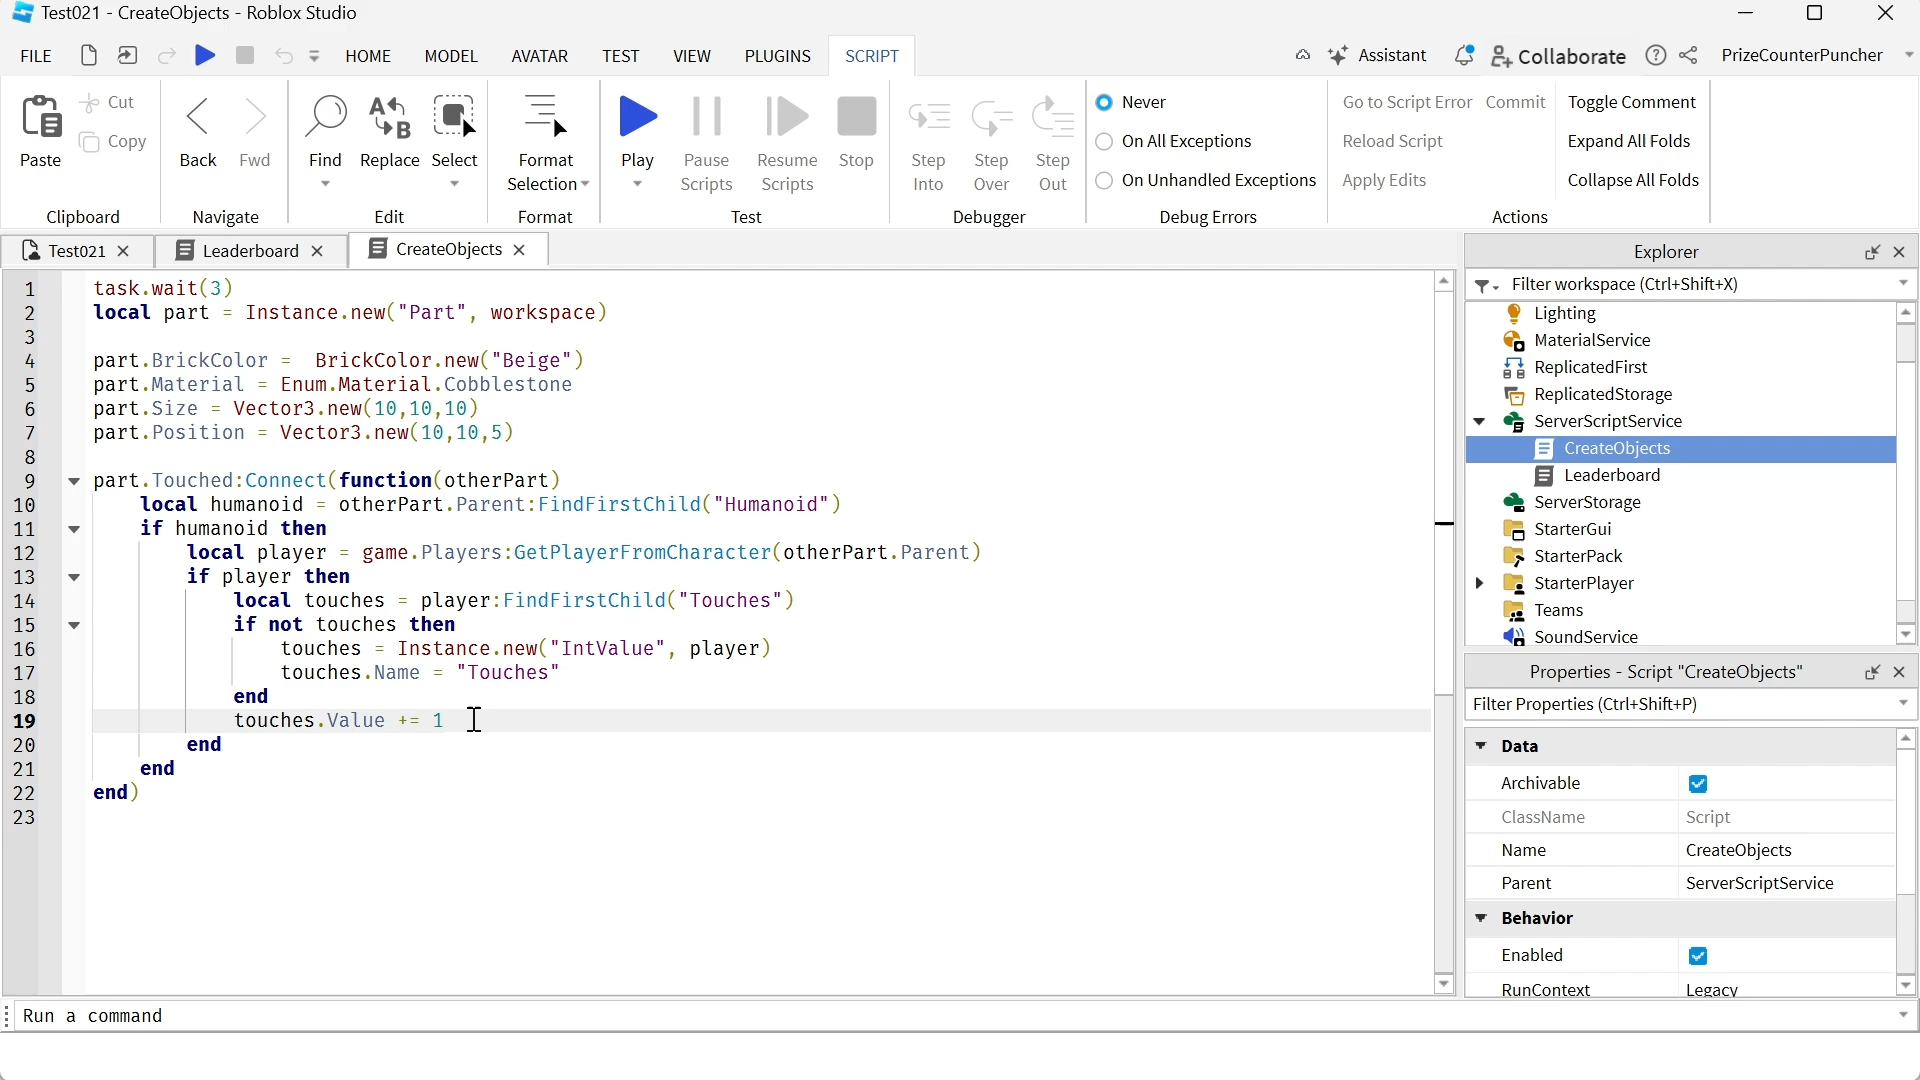 Test021 - CreateObjects - Roblox Studio
FILE HOME MODEL AVATAR TEST VIEW PLUGINS SCRIPT Assistant Collaborate PrizeCounterPuncher
Paste Cut Copy Clipboard
Back Fwd Navigate
Find Replace Select Edit
Format Selection Format
Play Pause Scripts Resume Scripts Stop Test
Step Into Step Over Step Out Debugger
Never
On All Exceptions
On Unhandled Exceptions
Debug Errors
Go to Script Error Commit Toggle Comment
Reload Script Expand All Folds
Apply Edits Collapse All Folds
Actions
Test021 Leaderboard CreateObjects
1 task.wait(3)
2 local part = Instance.new("Part", workspace)
3
4 part.BrickColor =  BrickColor.new("Beige")
5 part.Material = Enum.Material.Cobblestone
6 part.Size = Vector3.new(10,10,10)
7 part.Position = Vector3.new(10,10,5)
8
9 part.Touched:Connect(function(otherPart)
10 local humanoid = otherPart.Parent:FindFirstChild("Humanoid")
11 if humanoid then
12 local player = game.Players:GetPlayerFromCharacter(otherPart.Parent)
13 if player then
14 local touches = player:FindFirstChild("Touches")
15 if not touches then
16 touches = Instance.new("IntValue", player)
17 touches.Name = "Touches"
18 end
19 touches.Value += 1
20 end
21 end
22 end)
23
Explorer
Filter workspace (Ctrl+Shift+X)
Lighting
MaterialService
ReplicatedFirst
ReplicatedStorage
ServerScriptService
CreateObjects
Leaderboard
ServerStorage
StarterGui
StarterPack
StarterPlayer
Teams
SoundService
Properties - Script "CreateObjects"
Filter Properties (Ctrl+Shift+P)
Data
Archivable
ClassName Script
Name CreateObjects
Parent ServerScriptService
Behavior
Enabled
RunContext Legacy
Run a command